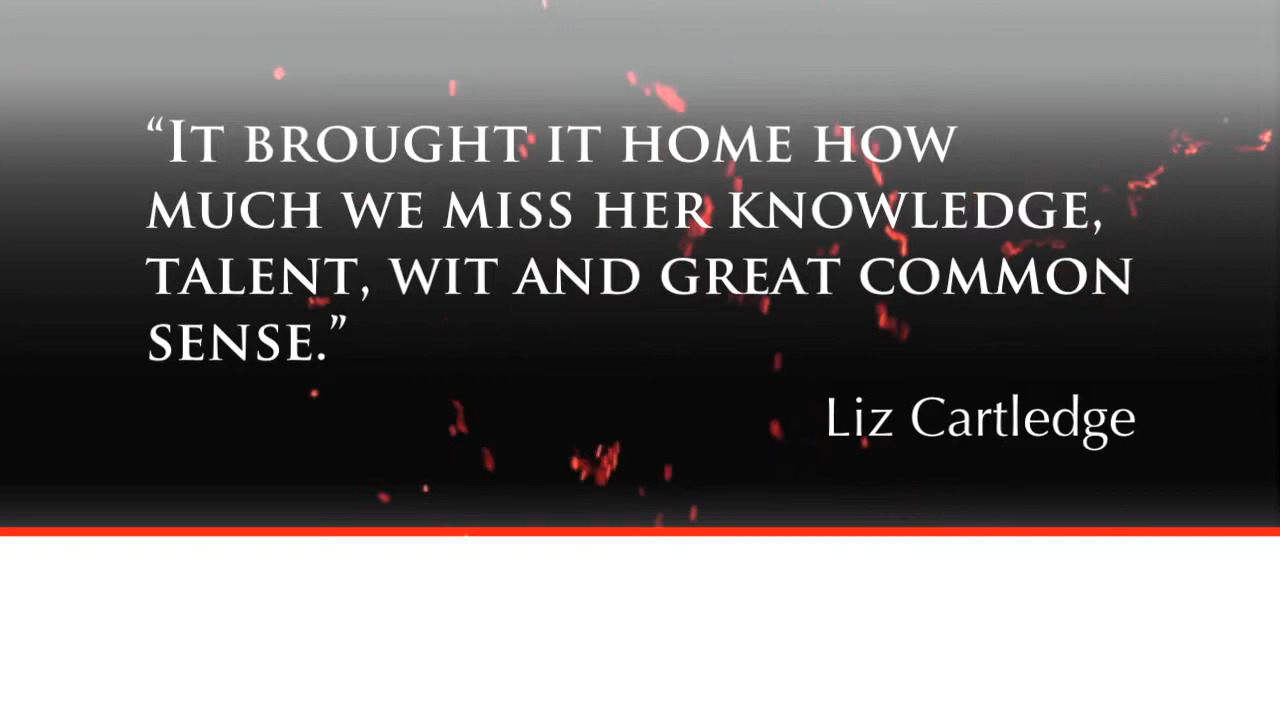 “It brought it home how
much we miss her knowledge,
talent, wit and great common
sense.”
Liz Cartledge